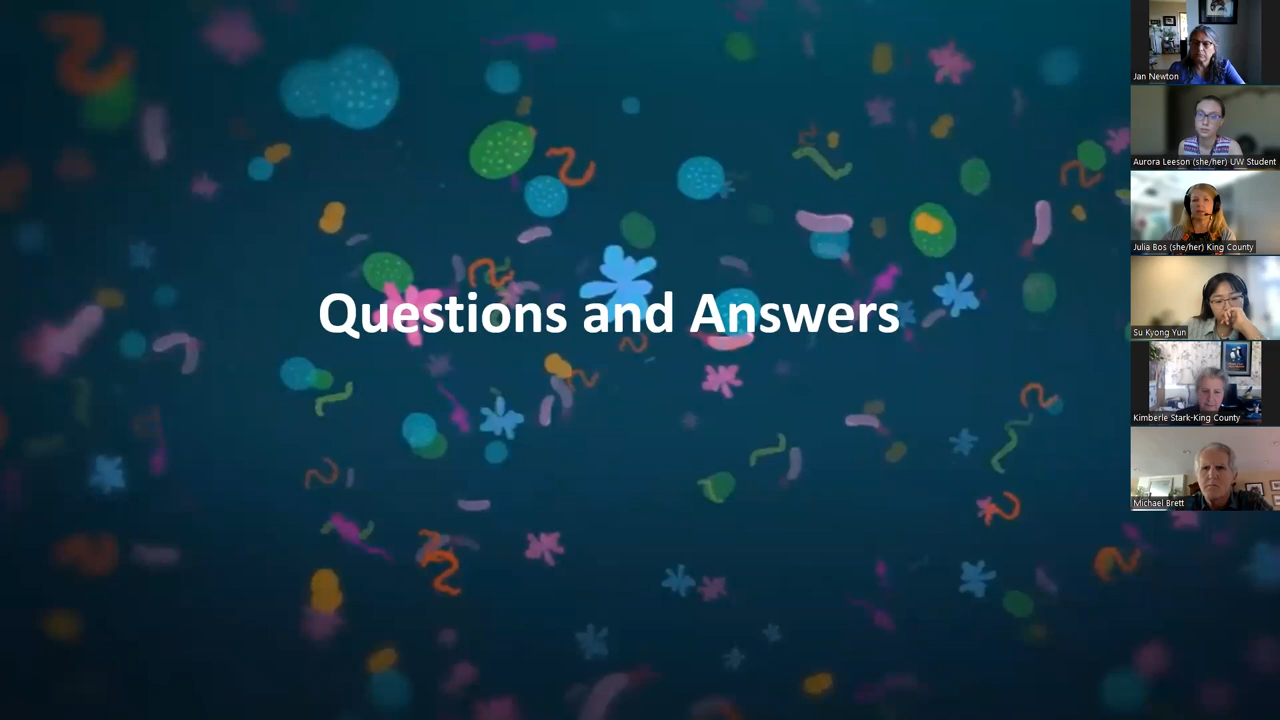 Questions and Answers
Jan Newton
Aurora Leeson (she/her) UW Student
Julia Bos (she/her) King County
Su Kyong Yun
Kimberle Stark-King County
Michael Brett